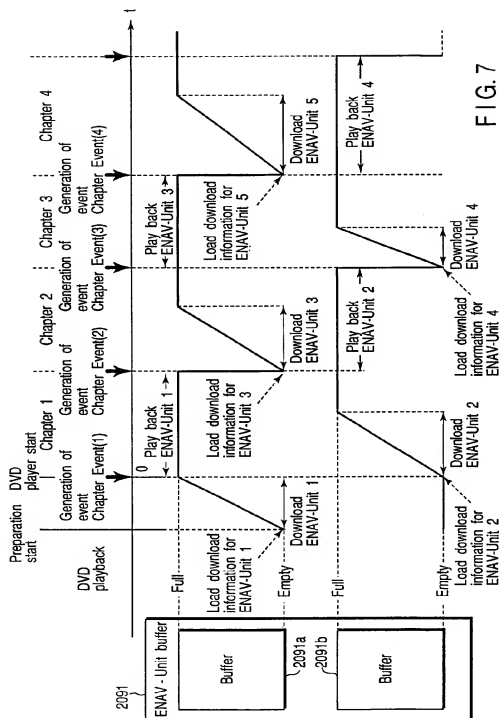 Preparation
start
DVD
player start
Chapter 1
Chapter 2
Chapter 3
Chapter 4
t
DVD
playback
Generation of
event
Chapter Event(1)
0
Generation of
event
Chapter Event(2)
Generation of
event
Chapter Event(3)
Generation of
event
Chapter Event(4)
2091
ENAV - Unit buffer
Buffer
2091a
Full
Empty
Load download
information for
ENAV-Unit 1
Download
ENAV-Unit 1
Play back
ENAV-Unit 1
Load download
information for
ENAV-Unit 3
Download
ENAV-Unit 3
Play back
ENAV-Unit 3
Load download
information for
ENAV-Unit 5
Download
ENAV-Unit 5
2091b
Buffer
Full
Empty
Load download
information for
ENAV-Unit 2
Download
ENAV-Unit 2
Play back
ENAV-Unit 2
Load download
information for
ENAV-Unit 4
Download
ENAV-Unit 4
Play back
ENAV-Unit 4
FIG. 7